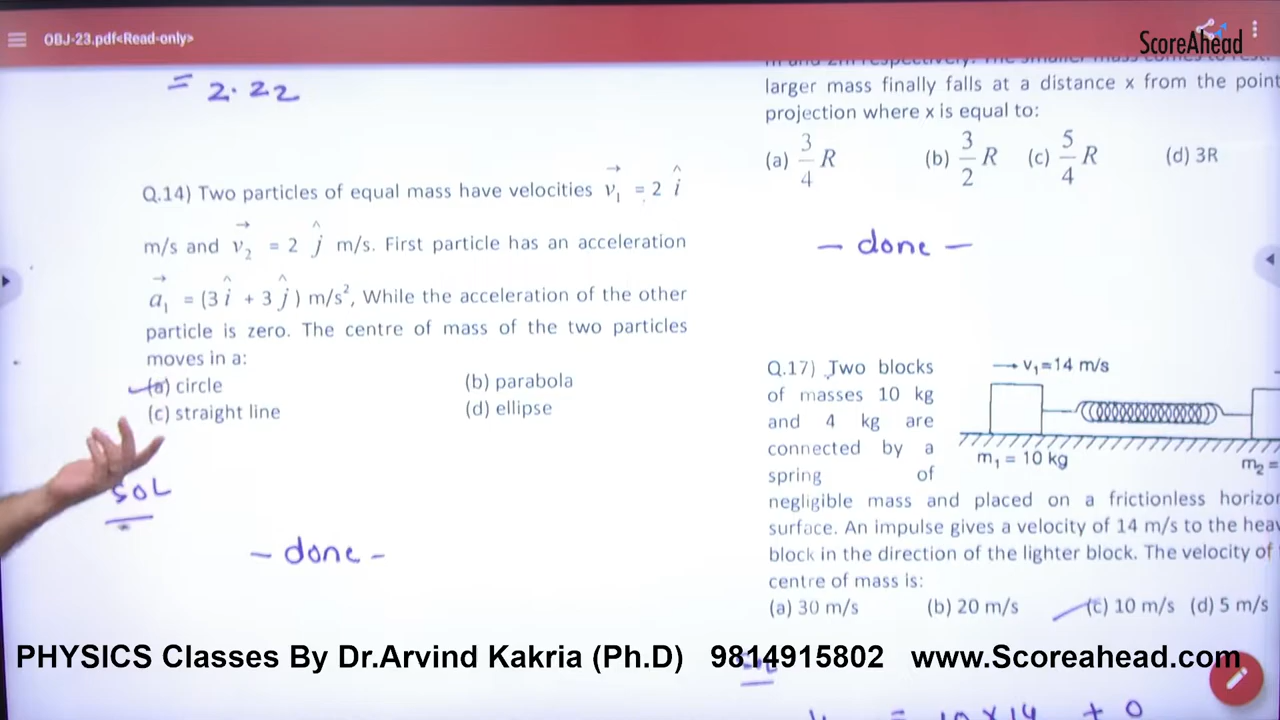 OBJ-23.pdf<Read-only>
ScoreAhead
= 2.22
Q.14) Two particles of equal mass have velocities v₁ = 2 î
m/s and v₂ = 2 ĵ m/s. First particle has an acceleration
a₁ = (3 î + 3 ĵ ) m/s², While the acceleration of the other
particle is zero. The centre of mass of the two particles
moves in a:
(a) circle (b) parabola
(c) straight line (d) ellipse
SOL
- done -
larger mass finally falls at a distance x from the point
projection where x is equal to:
(a) 3/4 R (b) 3/2 R (c) 5/4 R (d) 3R
- done -
Q.17) Two blocks
of masses 10 kg
and 4 kg are
connected by a
spring of
negligible mass and placed on a frictionless horizon
surface. An impulse gives a velocity of 14 m/s to the heav
block in the direction of the lighter block. The velocity of
centre of mass is:
(a) 30 m/s (b) 20 m/s (c) 10 m/s (d) 5 m/s
v₁=14 m/s
m₁ = 10 kg
m₂ =
PHYSICS Classes By Dr.Arvind Kakria (Ph.D) 9814915802 www.Scoreahead.com
= 10 x 14 + 0